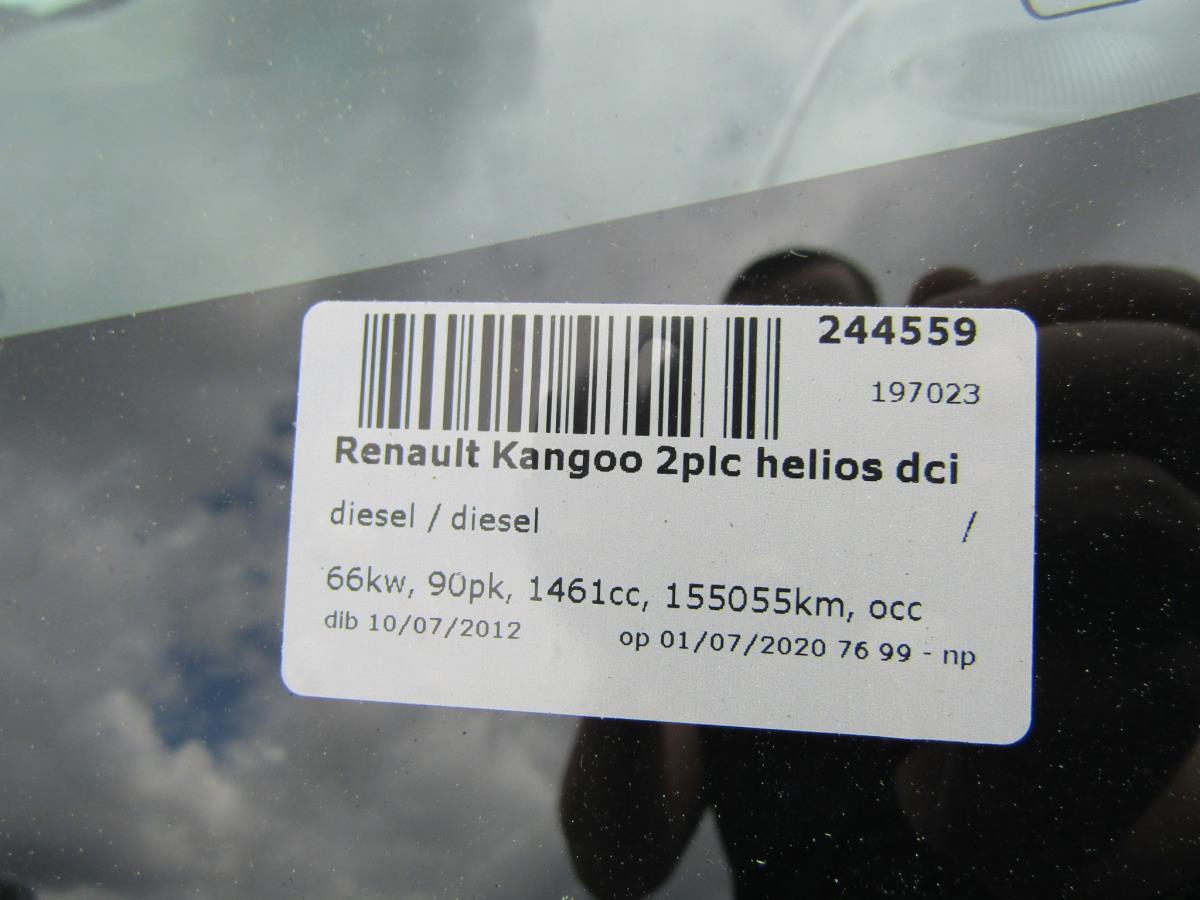 244559
197023
Renault Kangoo 2plc helios dci
diesel / diesel /
66kw, 90pk, 1461cc, 155055km, occ
dib 10/07/2012 op 01/07/2020 76 99 - np